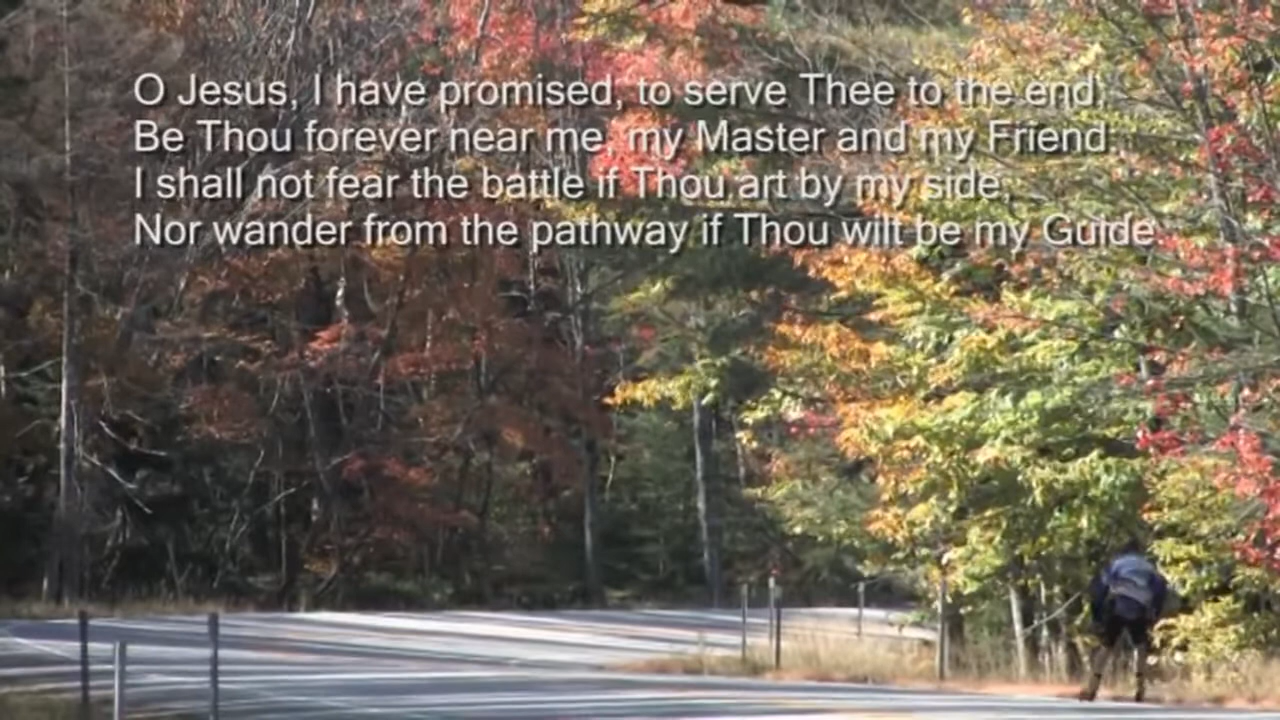 O Jesus, I have promised, to serve Thee to the end;
Be Thou forever near me, my Master and my Friend.
I shall not fear the battle if Thou art by my side,
Nor wander from the pathway if Thou wilt be my Guide.